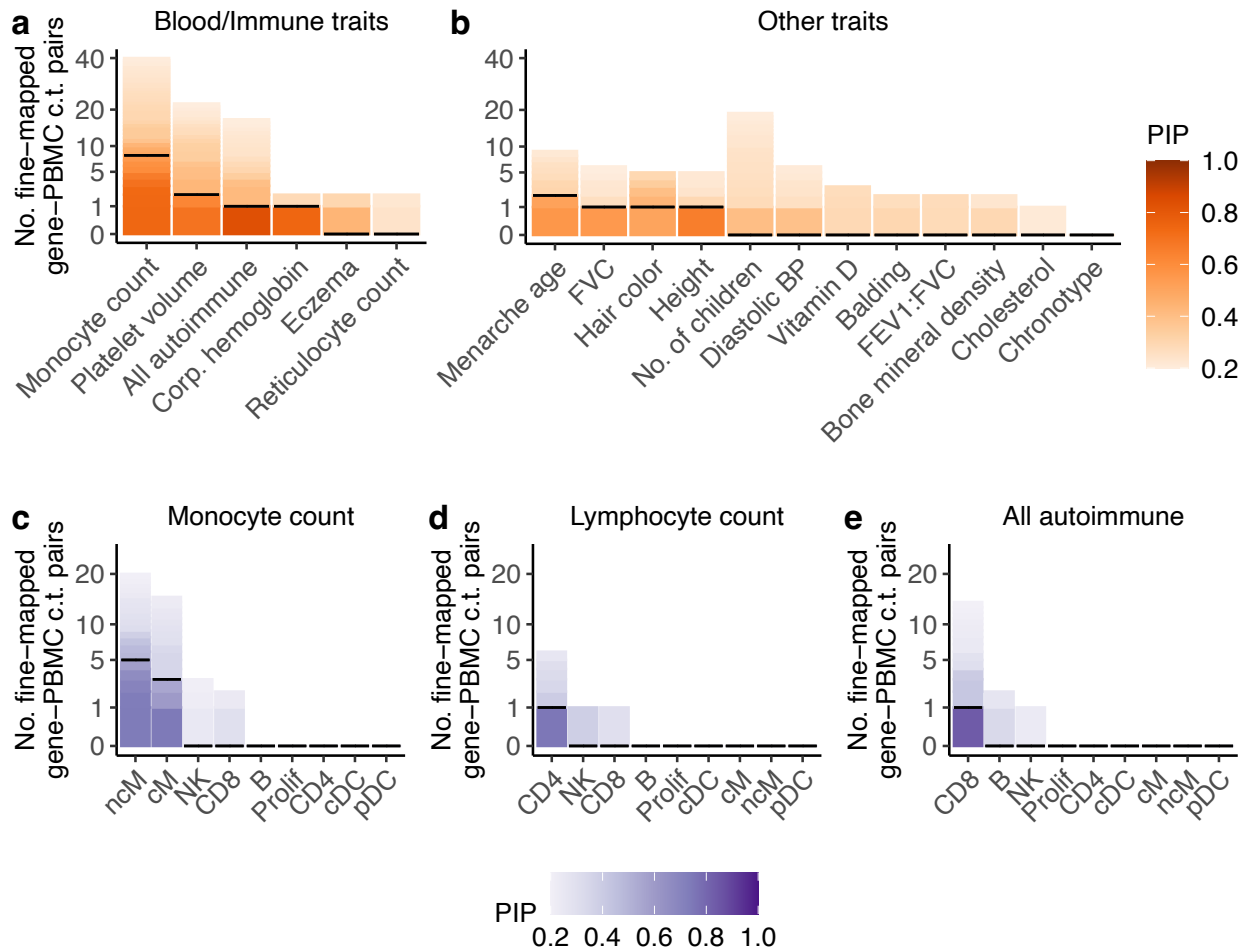 a
Blood/Immune traits
No. fine−mapped
gene−PBMC c.t. pairs
40
20
10
5
1
0
Monocyte count
Platelet volume
All autoimmune
Corp. hemoglobin
Eczema
Reticulocyte count
b
Other traits
40
20
10
5
1
0
Menarche age
FVC
Hair color
Height
No. of children
Diastolic BP
Vitamin D
Balding
FEV1:FVC
Bone mineral density
Cholesterol
Chronotype
PIP
1.0
0.8
0.6
0.4
0.2
c
Monocyte count
No. fine−mapped
gene−PBMC c.t. pairs
20
10
5
1
0
ncM
cM
NK
CD8
B
Prolif
CD4
cDC
pDC
d
Lymphocyte count
No. fine−mapped
gene−PBMC c.t. pairs
20
10
5
1
0
CD4
NK
CD8
B
Prolif
cDC
cM
ncM
pDC
e
All autoimmune
No. fine−mapped
gene−PBMC c.t. pairs
20
10
5
1
0
CD8
B
NK
Prolif
CD4
cDC
cM
ncM
pDC
PIP
0.2 0.4 0.6 0.8 1.0